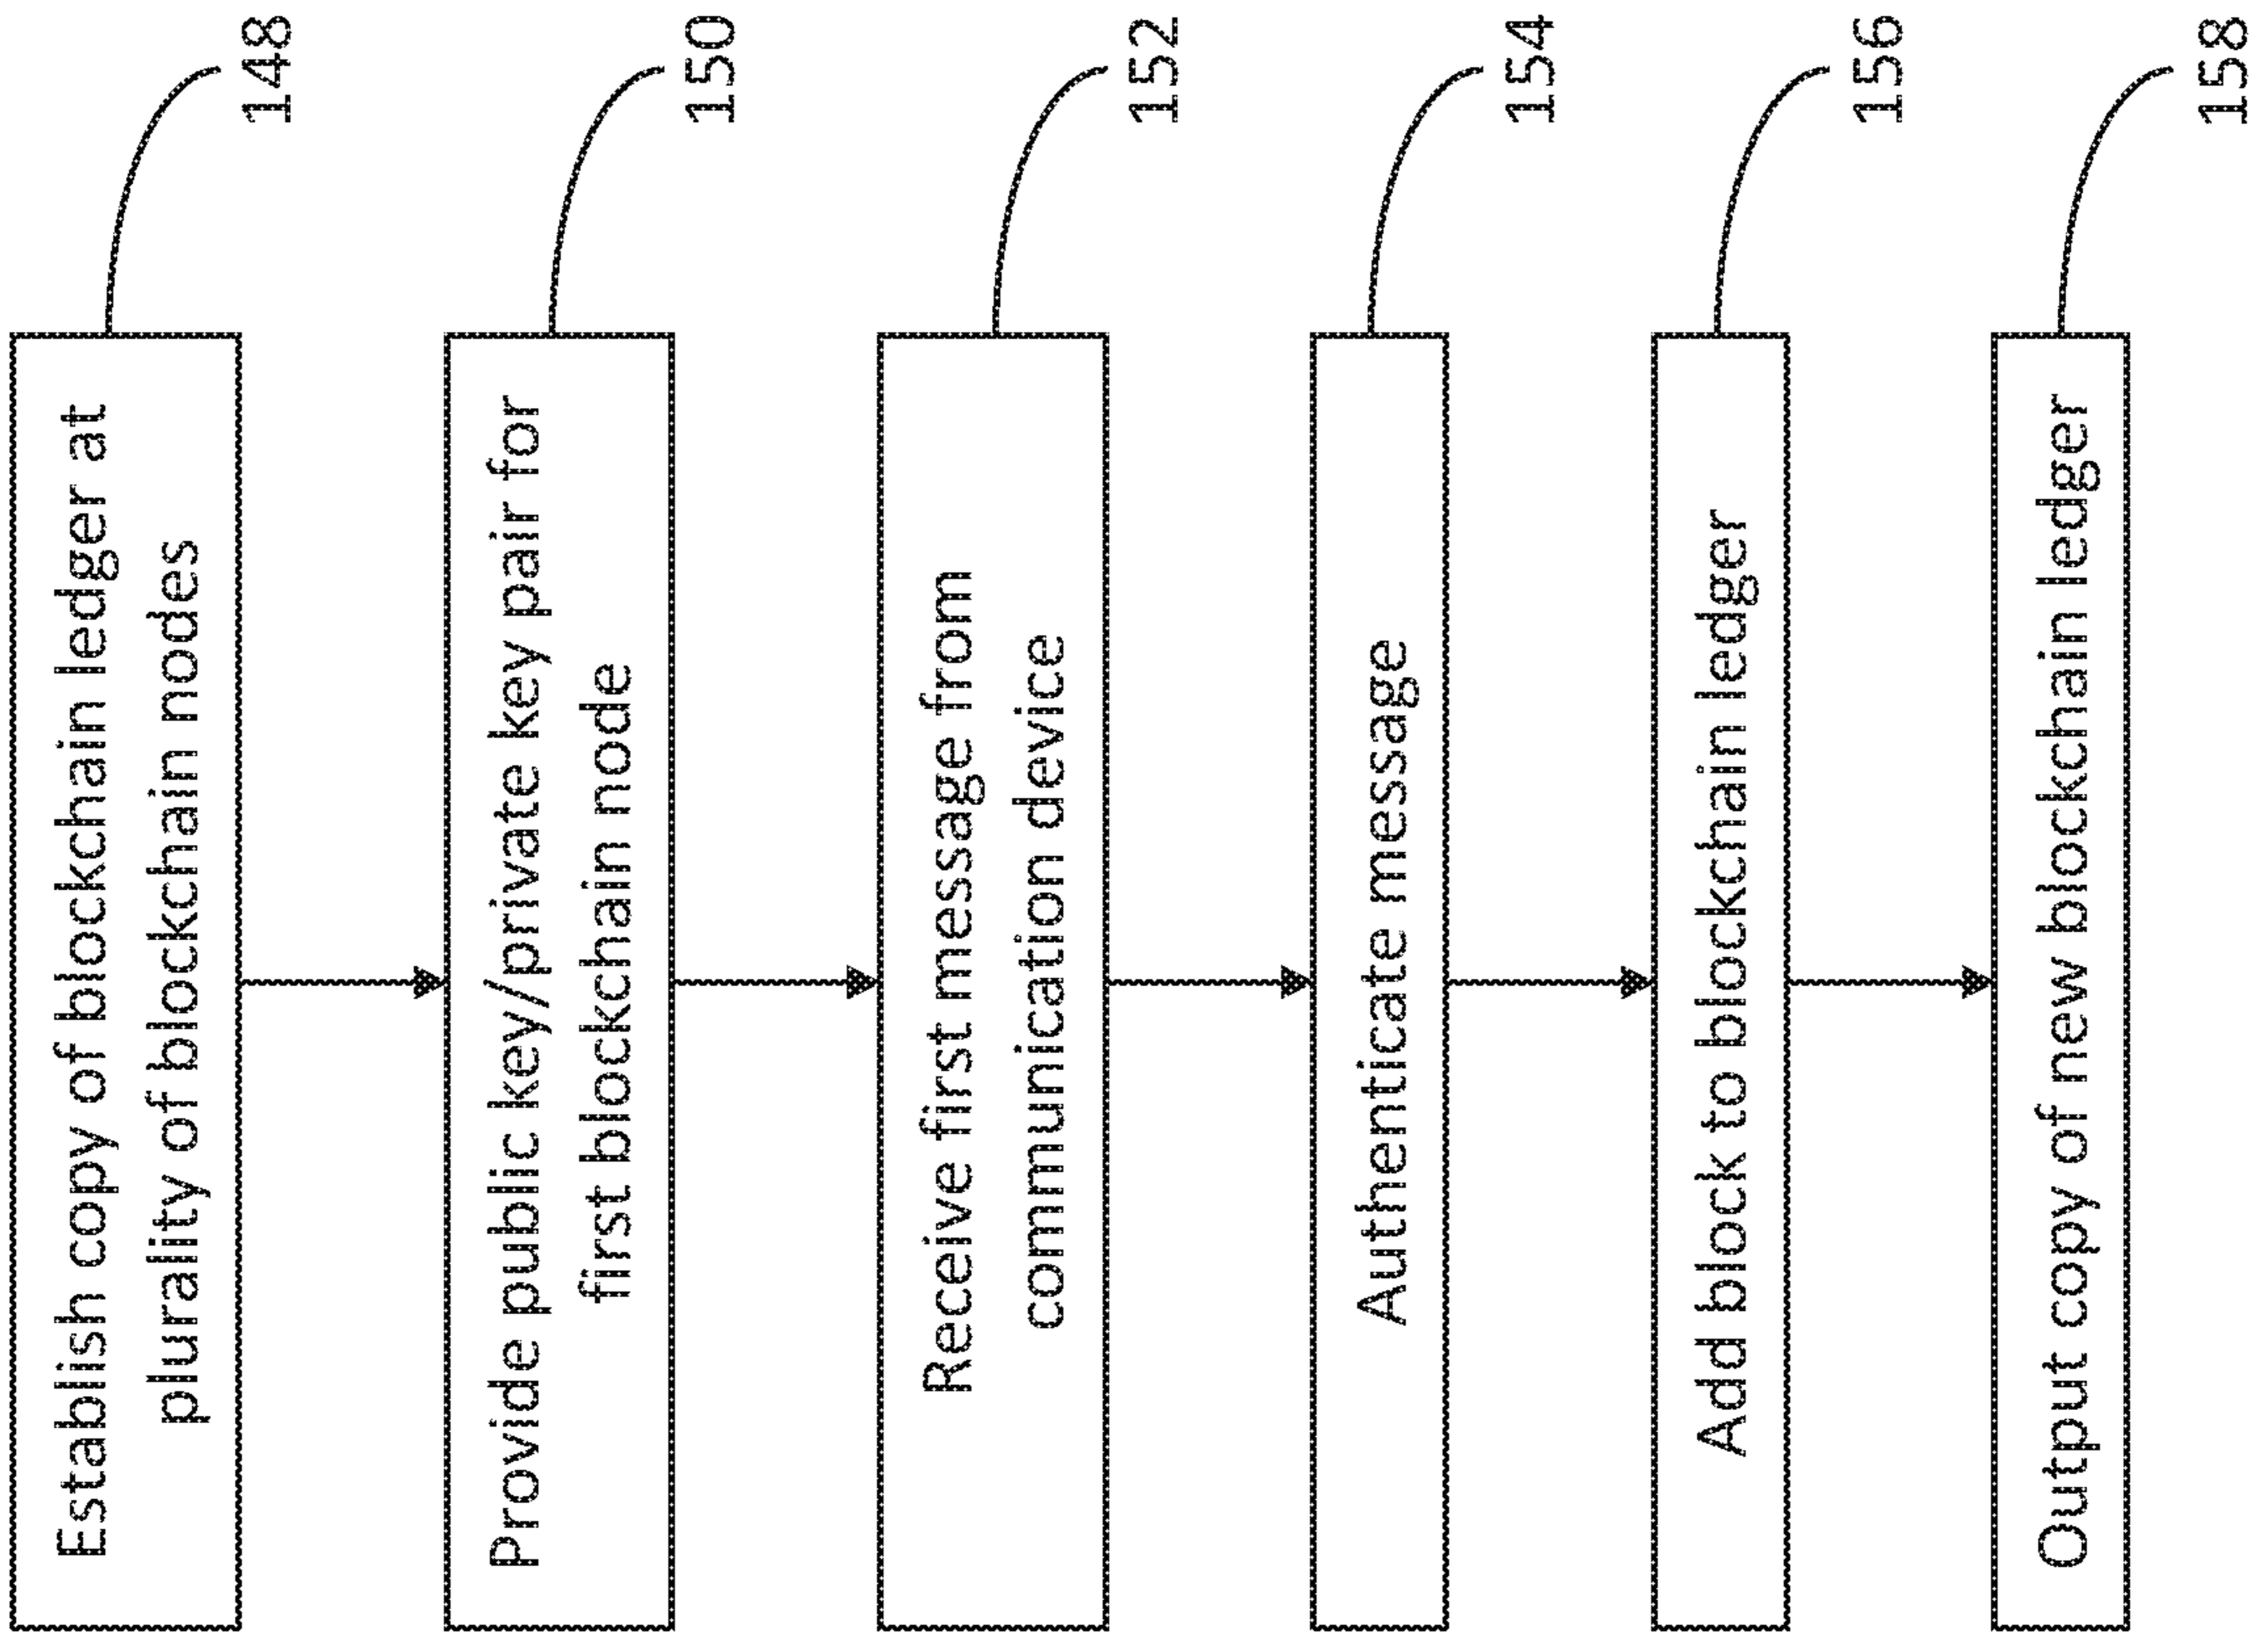 Establish copy of blockchain ledger at
plurality of blockchain nodes
148
Provide public key/private key pair for
first blockchain node
150
Receive first message from
communication device
152
Authenticate message
154
Add block to blockchain ledger
156
Output copy of new blockchain ledger
158